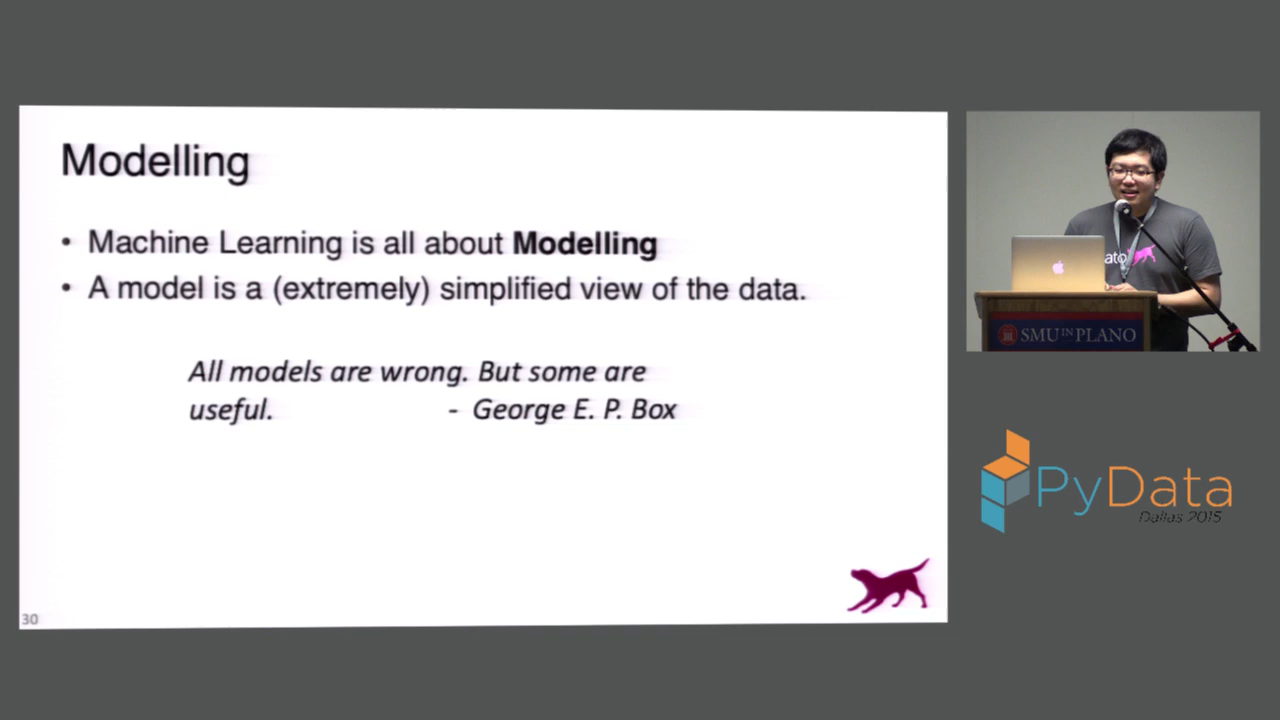 Modelling
• Machine Learning is all about Modelling
• A model is a (extremely) simplified view of the data.
All models are wrong. But some are
useful. - George E. P. Box
30
ato
SMU IN PLANO
PyData
Dallas 2015